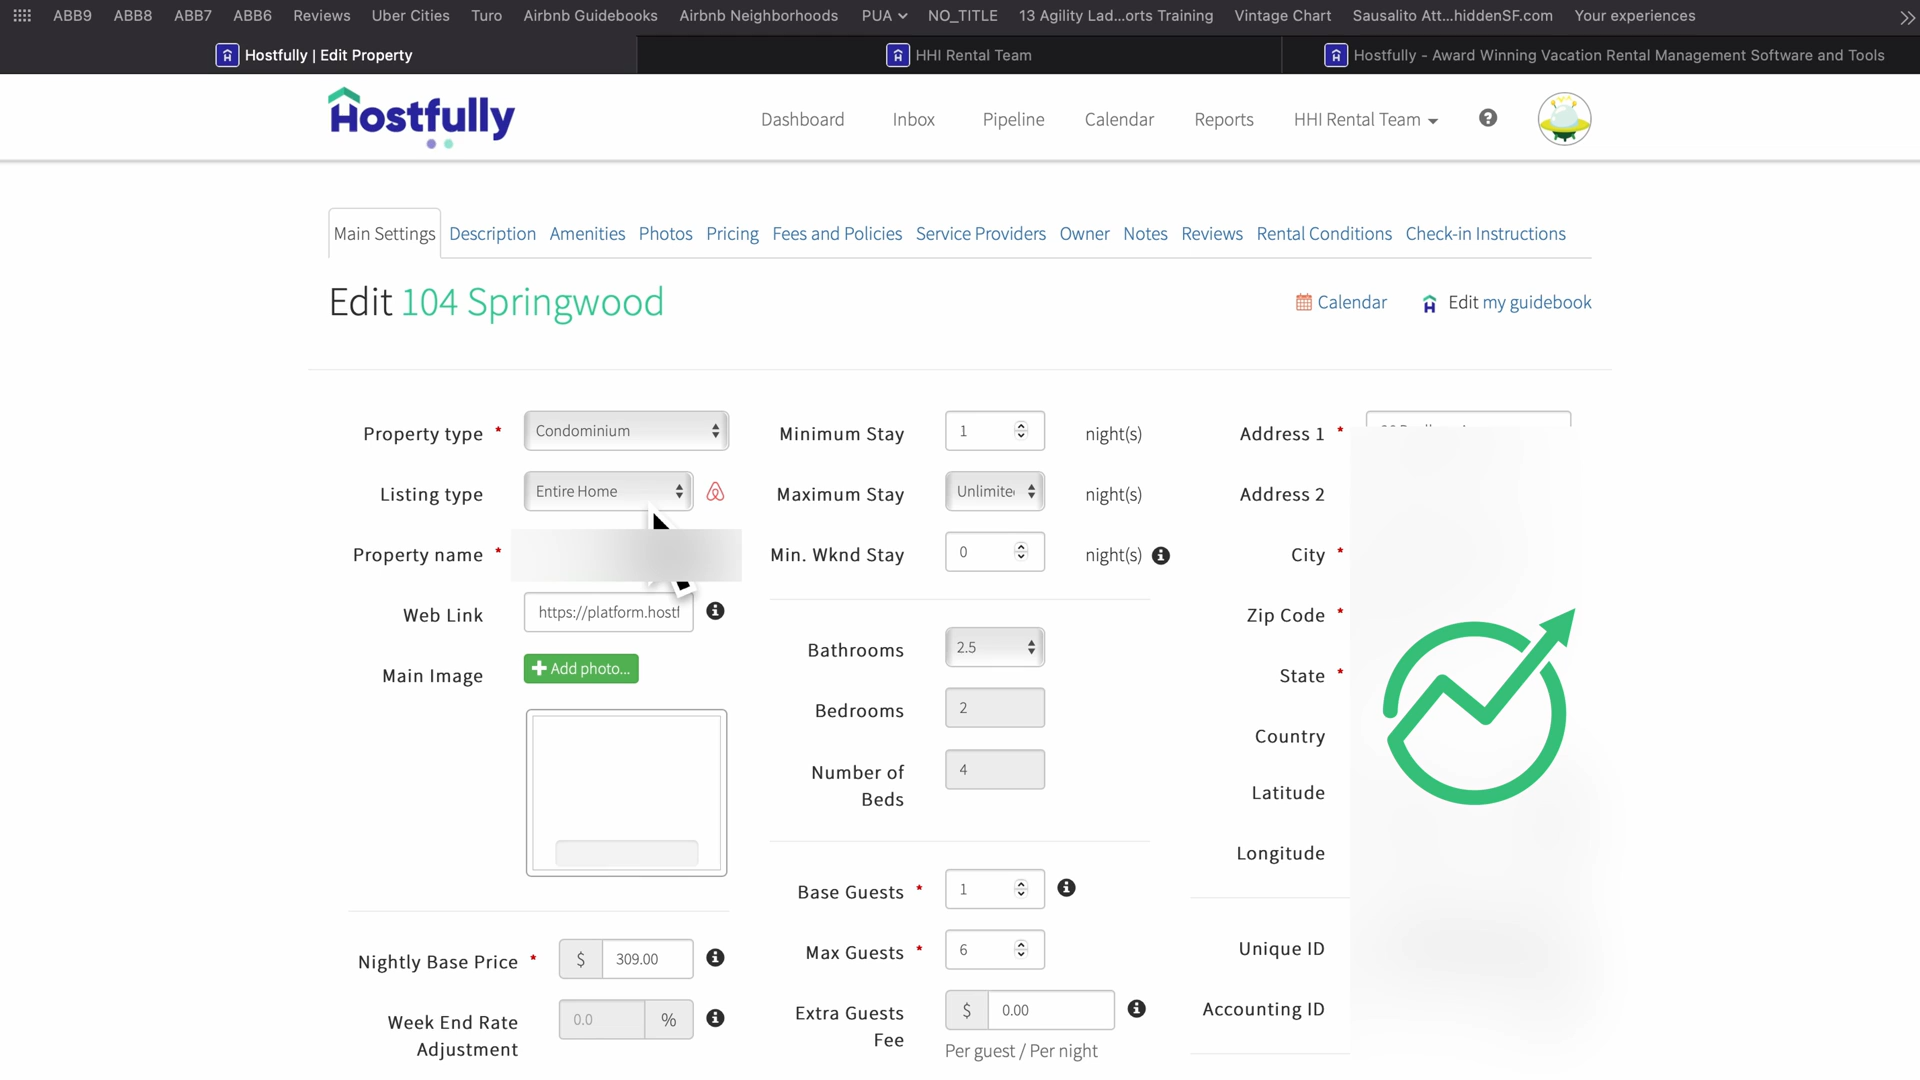 ABB9 ABB8 ABB7 ABB6 Reviews Uber Cities Turo Airbnb Guidebooks Airbnb Neighborhoods PUA NO_TITLE 13 Agility Lad...orts Training Vintage Chart Sausalito Att...hiddenSF.com Your experiences
Hostfully | Edit Property HHI Rental Team Hostfully - Award Winning Vacation Rental Management Software and Tools
Hostfully Dashboard Inbox Pipeline Calendar Reports HHI Rental Team
Main Settings Description Amenities Photos Pricing Fees and Policies Service Providers Owner Notes Reviews Rental Conditions Check-in Instructions
Edit 104 Springwood Calendar Edit my guidebook
Property type * Condominium Minimum Stay 1 night(s) Address 1 *
Listing type Entire Home Maximum Stay Unlimite night(s) Address 2
Property name * Min. Wknd Stay 0 night(s) City *
Web Link https://platform.hostf Zip Code *
Main Image + Add photo... Bathrooms 2.5 State *
Bedrooms 2 Country
Number of Beds 4 Latitude
Longitude
Base Guests * 1
Nightly Base Price * $ 309.00 Max Guests * 6 Unique ID
Week End Rate Adjustment 0.0 % Extra Guests Fee $ 0.00 Accounting ID
Per guest / Per night